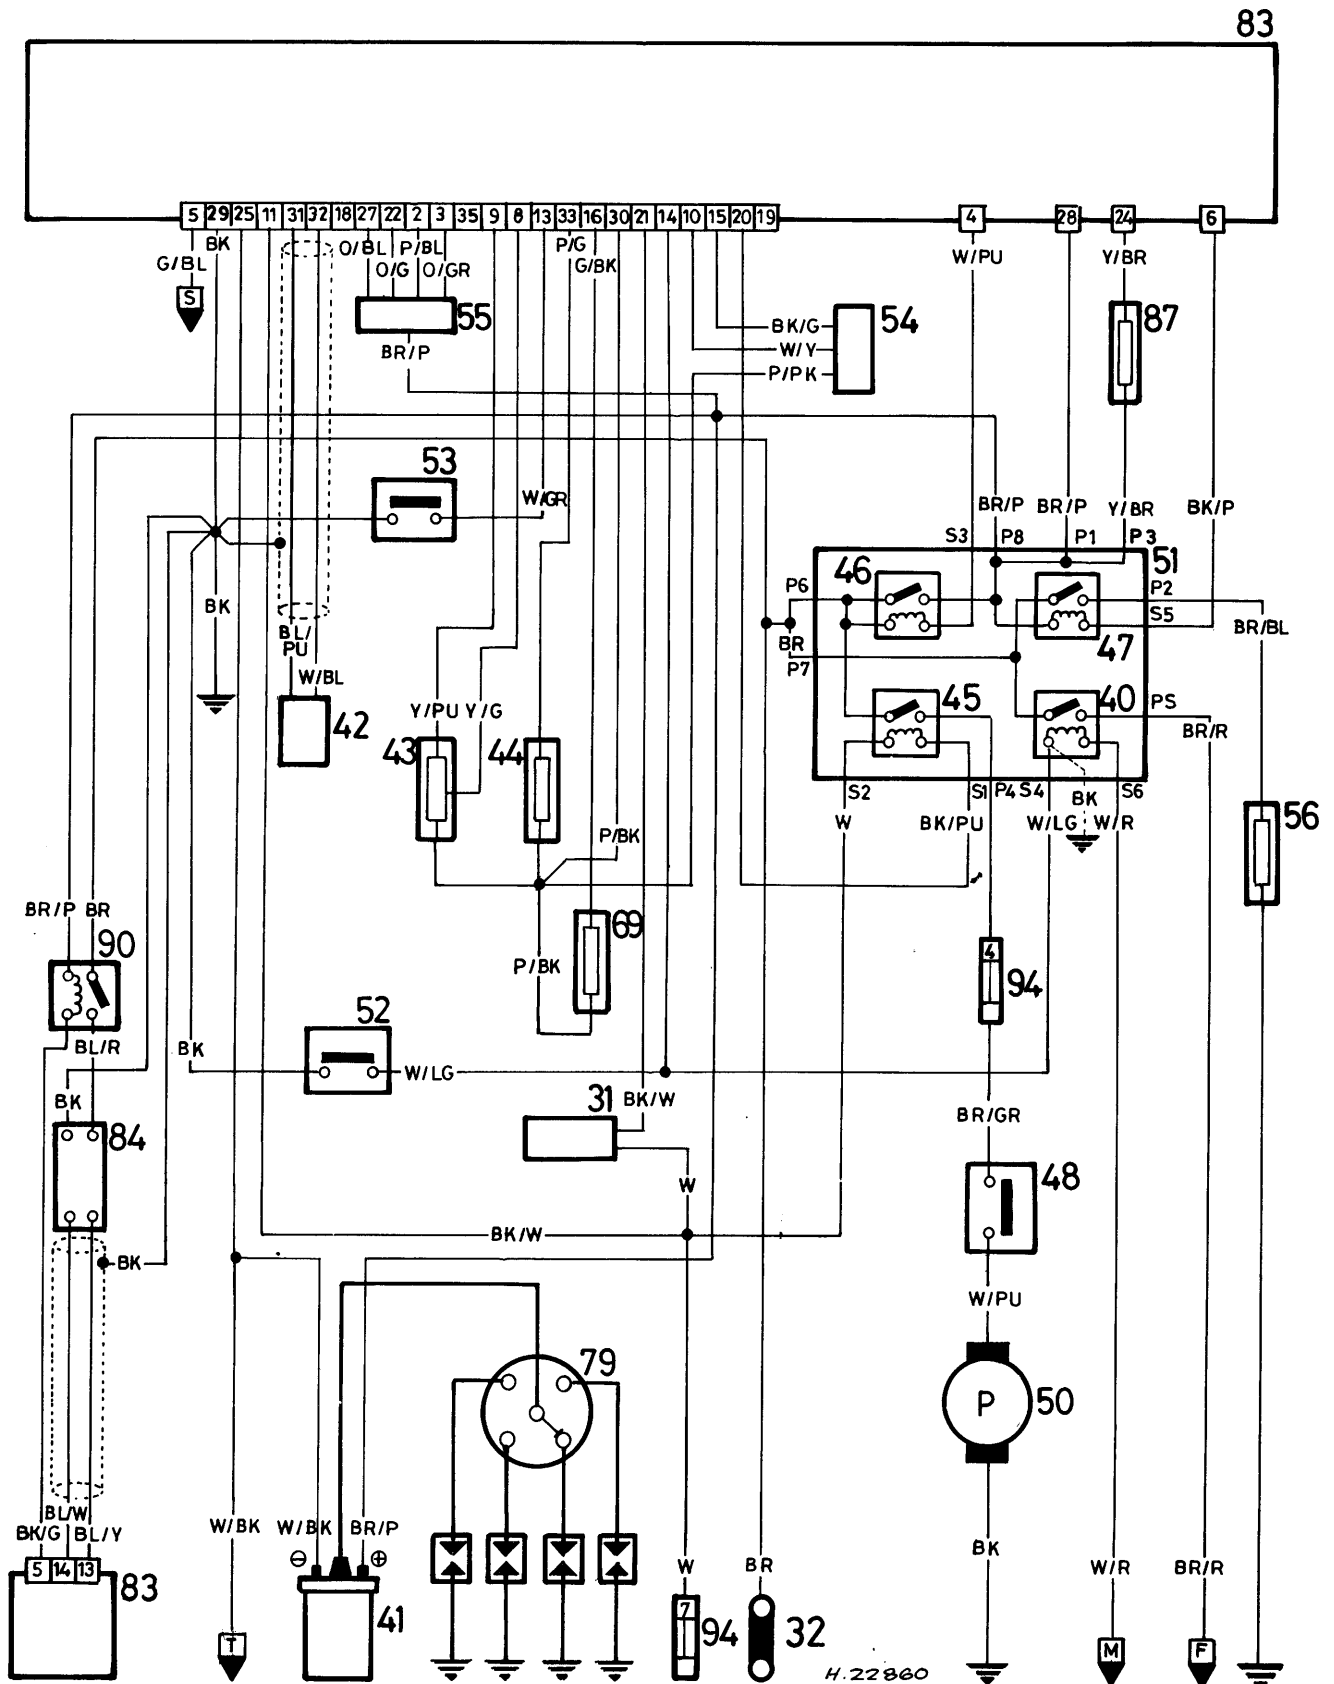 83
5 29 25 11 31 32 18 27 22 2 3 35 9 8 13 33 16 30 21 14 10 15 20 19 4 28 24 6
BK O/BL P/BL P/G W/PU Y/BR
G/BL O/G O/GR G/BK
S
55 54 87
BK/G
W/Y
BR/P
P/PK
53
W/GR
BR/P BR/P Y/BR BK/P
S3 P8 P1 P3
51
46
P6 P2
S5
BK
BR
BR/BL
BL/
PU
47
P7
W/BL
45 40 PS
Y/PU Y/G
42
BR/R
43 44
S2 S1 P4 S4 BK S6
W BK/PU W/LG W/R
56
P/BK
BR/P BR
69
90
4
P/BK
94
52
BL/R BK
W/LG
31 BK/W
BK
BR/GR
84
48
W
BK/W
BK
W/PU
79
P
50
BL/W
BK/G BL/Y
W/BK W/BK BR/P
BK
− +
5 14 13
W BR W/R BR/R
83
7
41 94 32
T
M F
H.22860